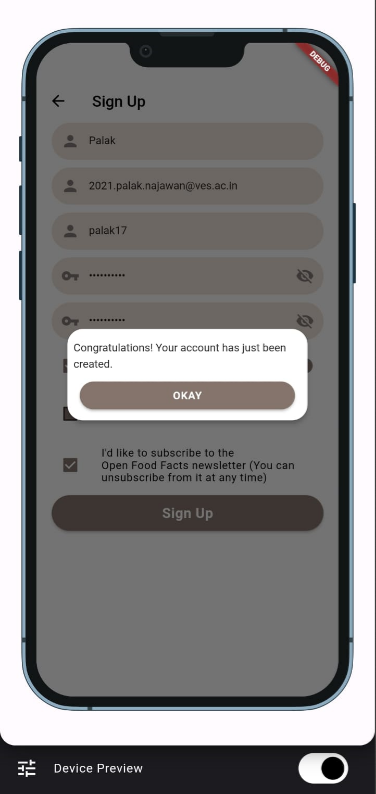 DEBUG
Sign Up
Palak
2021.palak.najawan@ves.ac.in
palak17
••••••••••
••••••••••
Congratulations! Your account has just been
created.
OKAY
I'd like to subscribe to the
Open Food Facts newsletter (You can
unsubscribe from it at any time)
Sign Up
Device Preview